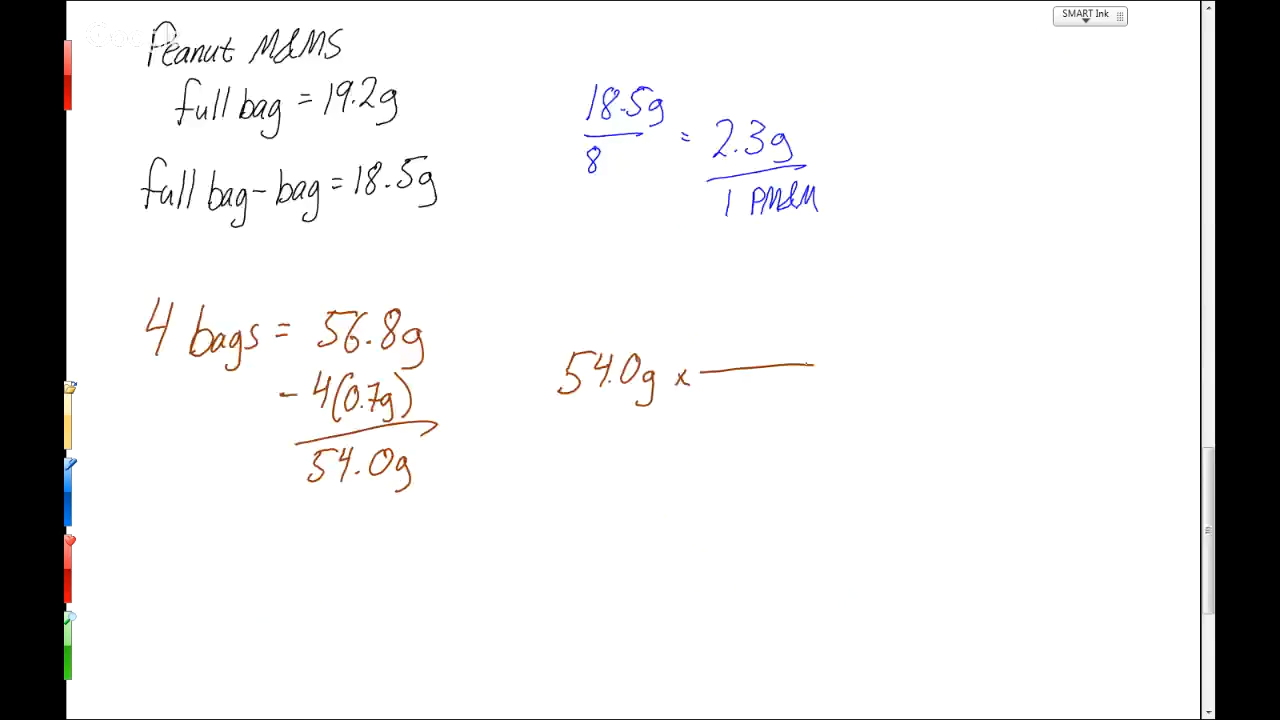 SMART Ink
Peanut M&MS
full bag = 19.2g
full bag - bag = 18.5g
18.5g
8
= 2.3g
1 PM&M
4 bags = 56.8g
- 4(0.7g)
54.0g
54.0g x